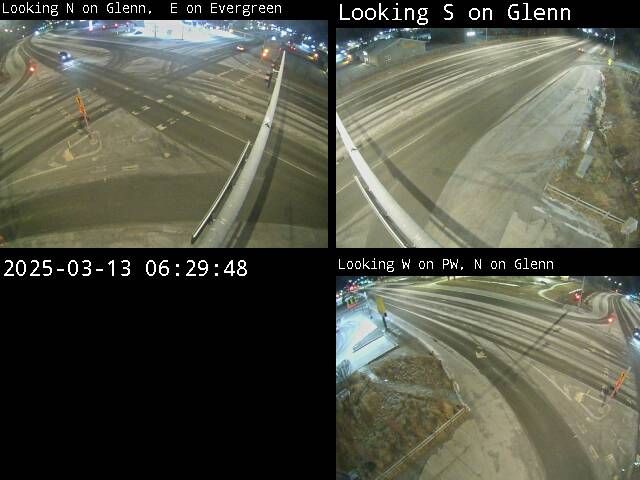 Looking N on Glenn,  E on Evergreen
Looking S on Glenn
2025-03-13 06:29:48
Looking W on PW, N on Glenn